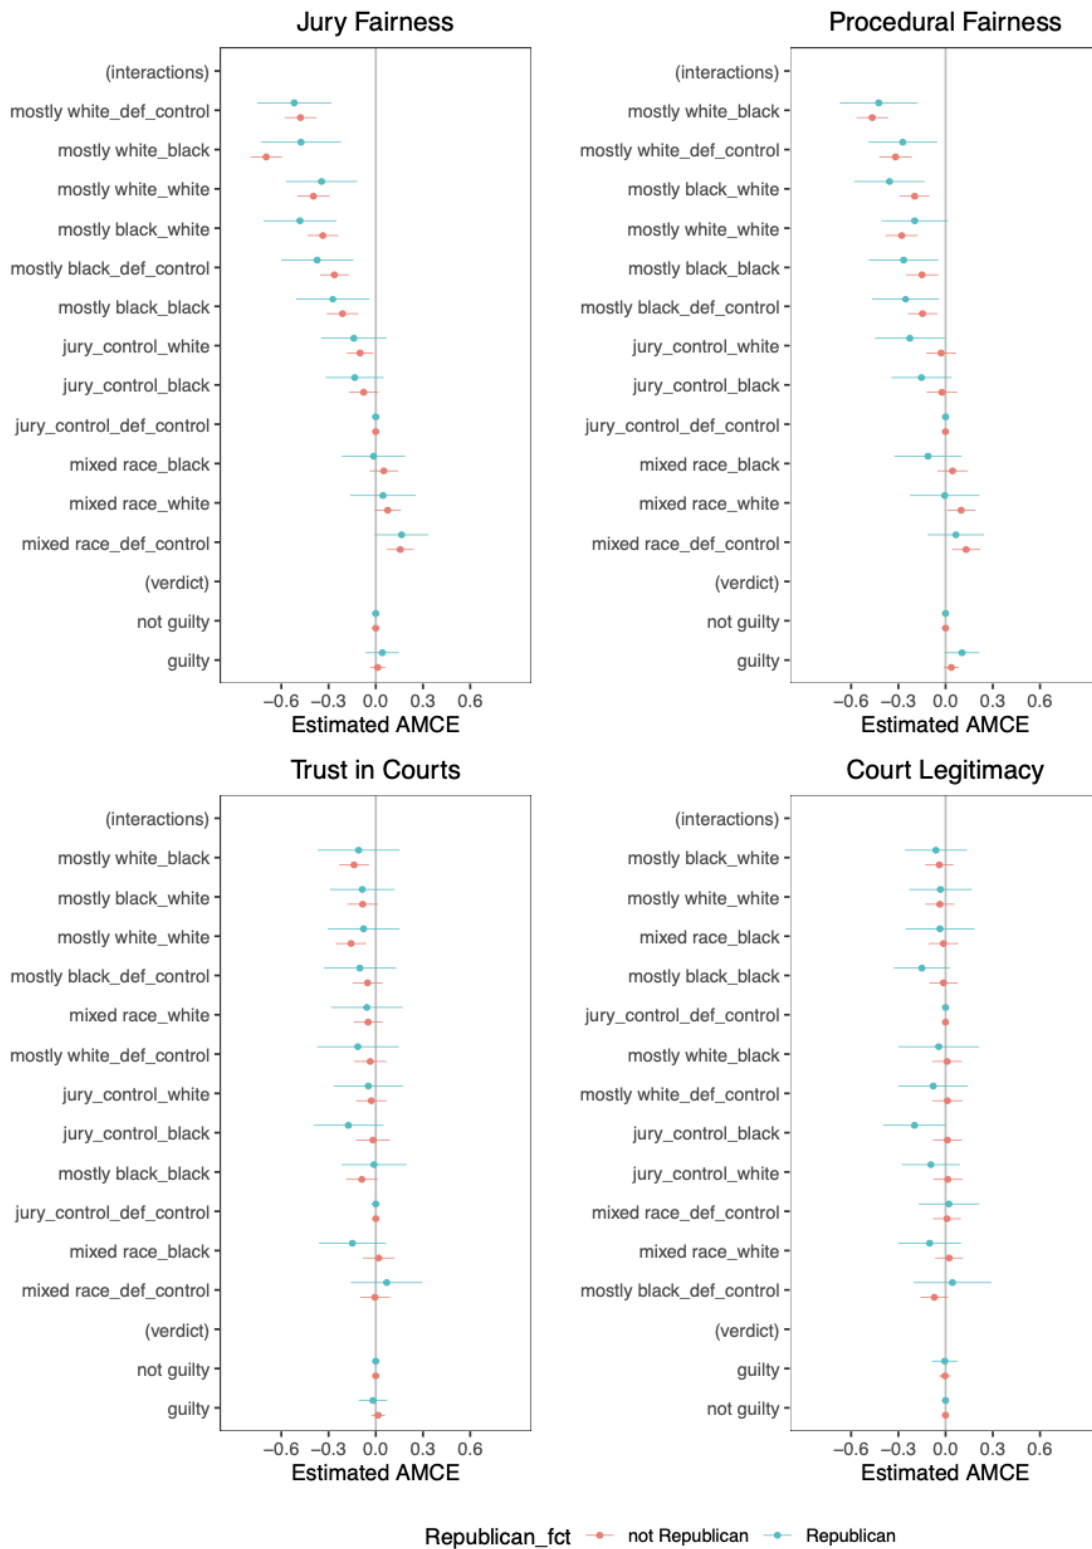 Jury Fairness
(interactions)
mostly white_def_control
mostly white_black
mostly white_white
mostly black_white
mostly black_def_control
mostly black_black
jury_control_white
jury_control_black
jury_control_def_control
mixed race_black
mixed race_white
mixed race_def_control
(verdict)
not guilty
guilty
−0.6 −0.3 0.0 0.3 0.6
Estimated AMCE
Procedural Fairness
(interactions)
mostly white_black
mostly white_def_control
mostly black_white
mostly white_white
mostly black_black
mostly black_def_control
jury_control_white
jury_control_black
jury_control_def_control
mixed race_black
mixed race_white
mixed race_def_control
(verdict)
not guilty
guilty
−0.6 −0.3 0.0 0.3 0.6
Estimated AMCE
Trust in Courts
(interactions)
mostly white_black
mostly black_white
mostly white_white
mostly black_def_control
mixed race_white
mostly white_def_control
jury_control_white
jury_control_black
mostly black_black
jury_control_def_control
mixed race_black
mixed race_def_control
(verdict)
not guilty
guilty
−0.6 −0.3 0.0 0.3 0.6
Estimated AMCE
Court Legitimacy
(interactions)
mostly black_white
mostly white_white
mixed race_black
mostly black_black
jury_control_def_control
mostly white_black
mostly white_def_control
jury_control_black
jury_control_white
mixed race_def_control
mixed race_white
mostly black_def_control
(verdict)
guilty
not guilty
−0.6 −0.3 0.0 0.3 0.6
Estimated AMCE
Republican_fct not Republican Republican